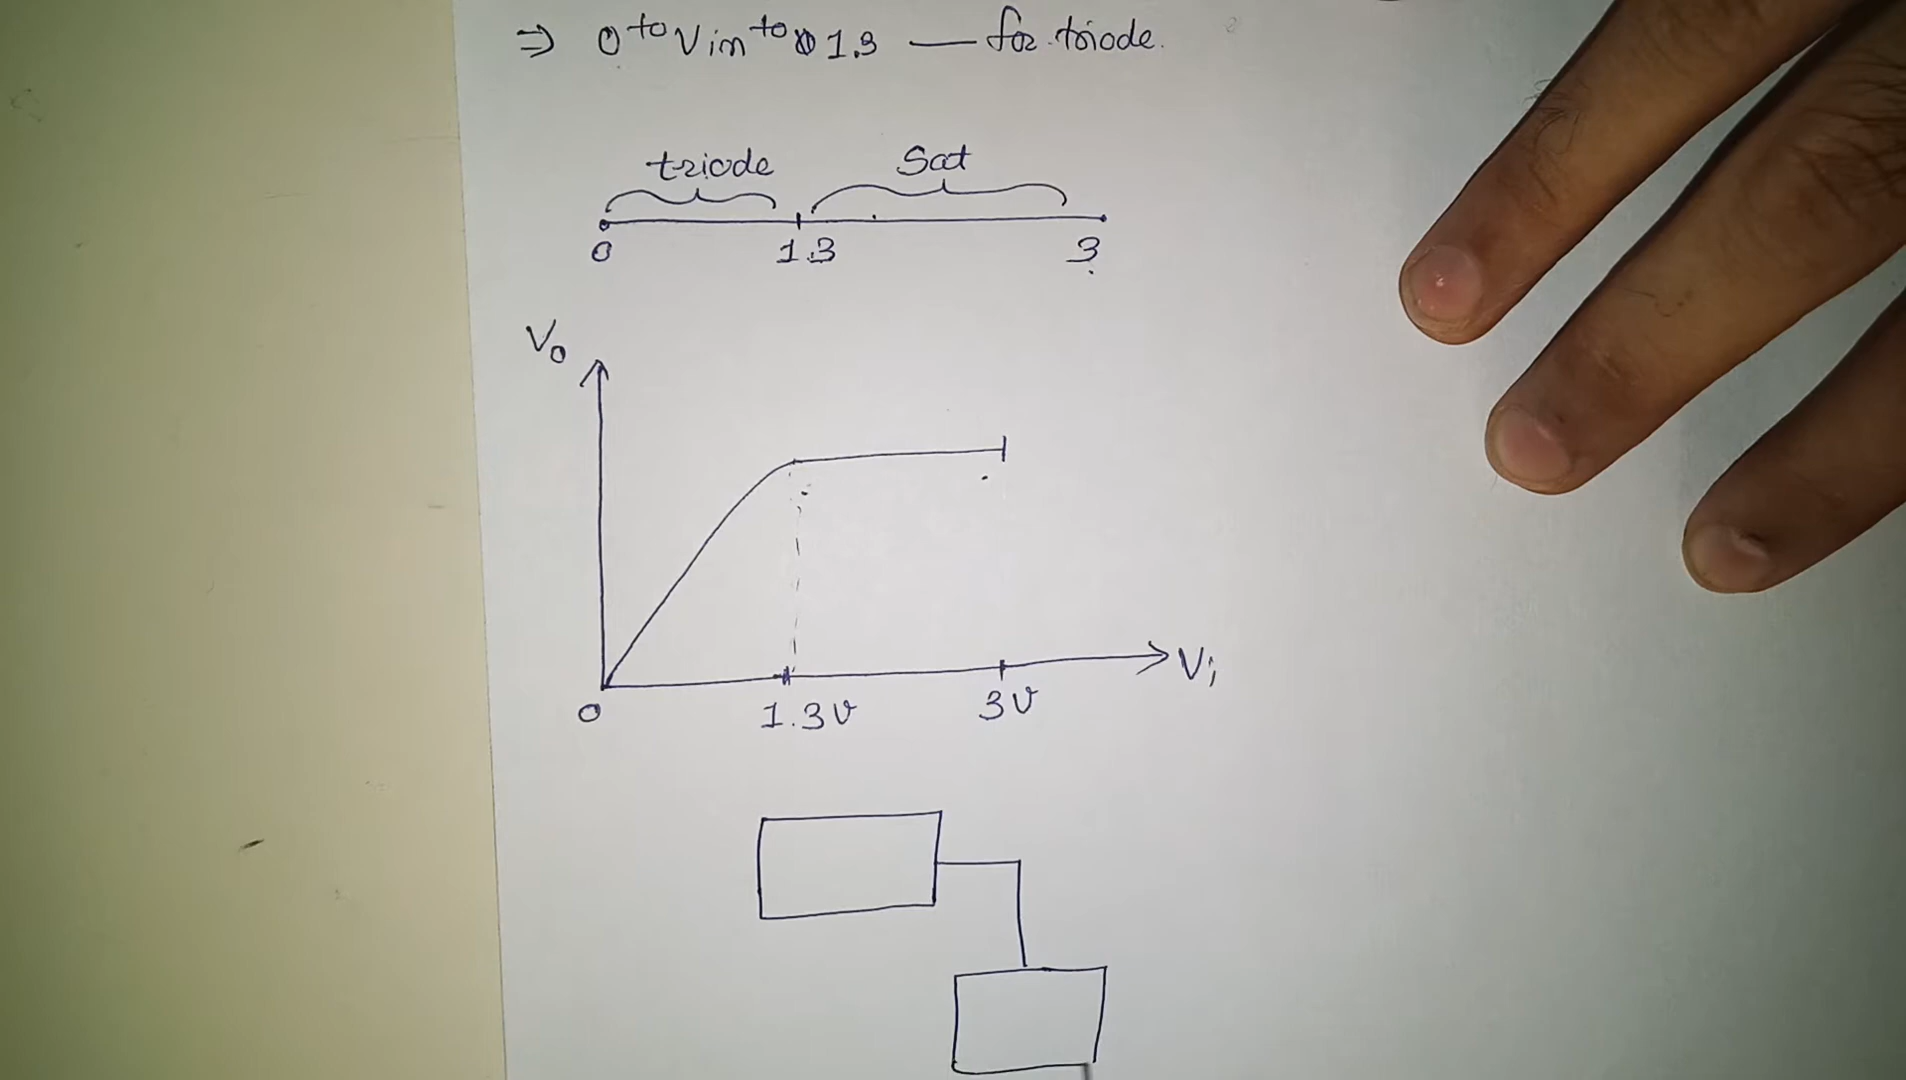 ⇒ 0 to Vin to 1.3 — for triode.
triode Sat
0 1.3 3
Vo
Vi
0 1.3V 3V